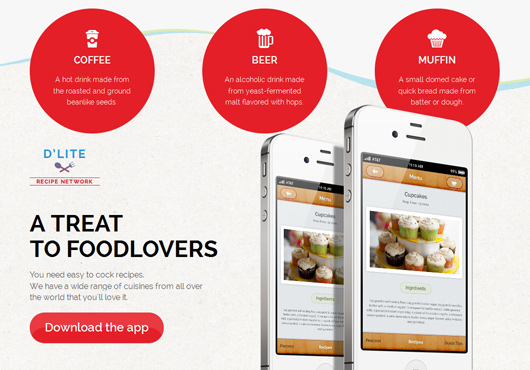 COFFEE
A hot drink made from
the roasted and ground
beanlike seeds.
BEER
An alcoholic drink made
from yeast-fermented
malt flavored with hops.
MUFFIN
A small domed cake or
quick bread made from
batter or dough.
D'LITE
RECIPE NETWORK
A TREAT
TO FOODLOVERS
You need easy to cock recipes.
We have a wide range of cuisines from all over
the world that you'll love it.
Download the app
AT&T
Menu
Cupcakes
Ingredients
Recipes
AT&T
Menu
Cupcakes
Ingredients
Recipes